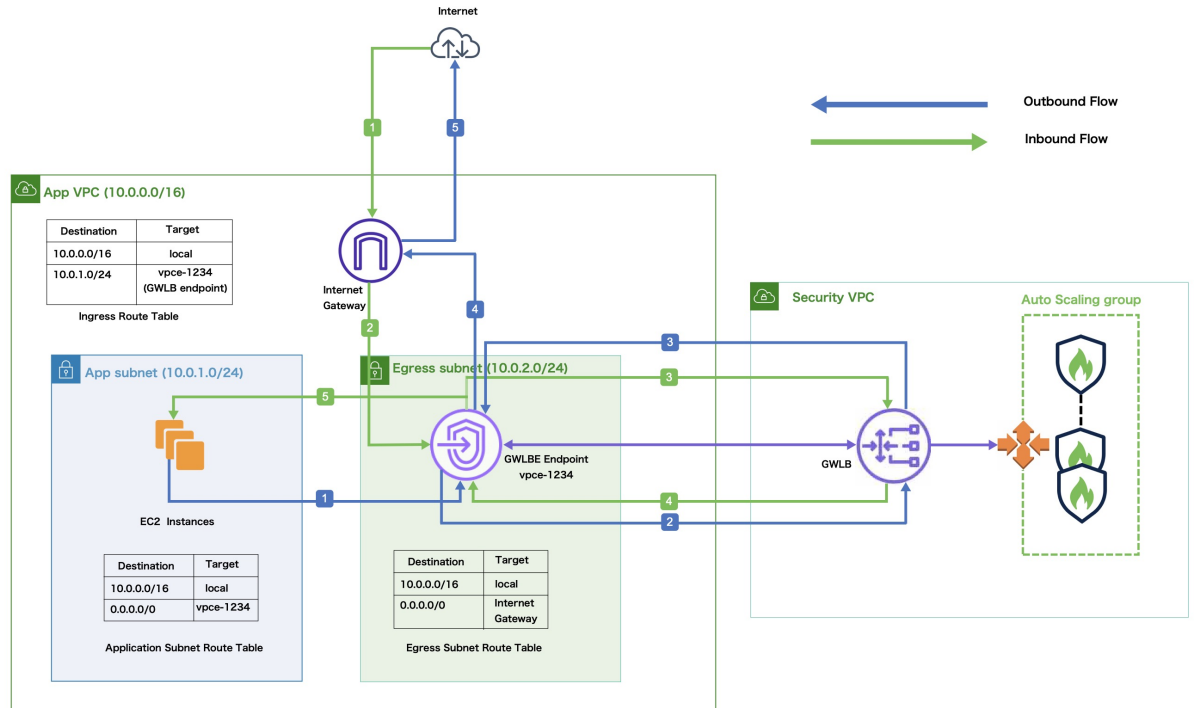 Internet
Outbound Flow
Inbound Flow
1
5
App VPC (10.0.0.0/16)
Destination Target
10.0.0.0/16 local
10.0.1.0/24 vpce-1234
(GWLB endpoint)
Ingress Route Table
Internet
Gateway
2
4
Security VPC
Auto Scaling group
App subnet (10.0.1.0/24)
Egress subnet (10.0.2.0/24)
3
3
5
GWLBE Endpoint
vpce-1234
GWLB
1
4
2
EC2 Instances
Destination Target
10.0.0.0/16 local
0.0.0.0/0 vpce-1234
Application Subnet Route Table
Destination Target
10.0.0.0/16 local
0.0.0.0/0 Internet
Gateway
Egress Subnet Route Table